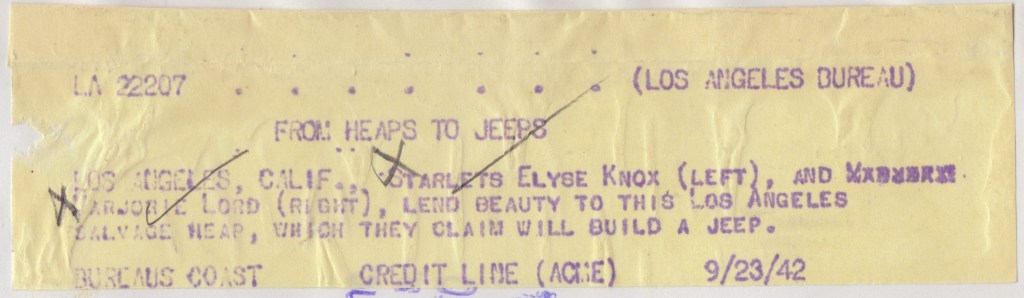 LA 22207 . . . . . . . (LOS ANGELES BUREAU)
FROM HEAPS TO JEEPS
LOS ANGELES, CALIF., STARLETS ELYSE KNOX (LEFT), AND
MARJORIE LORD (RIGHT), LEND BEAUTY TO THIS LOS ANGELES
SALVAGE HEAP, WHICH THEY CLAIM WILL BUILD A JEEP.
BUREAUS COAST CREDIT LINE (ACME) 9/23/42